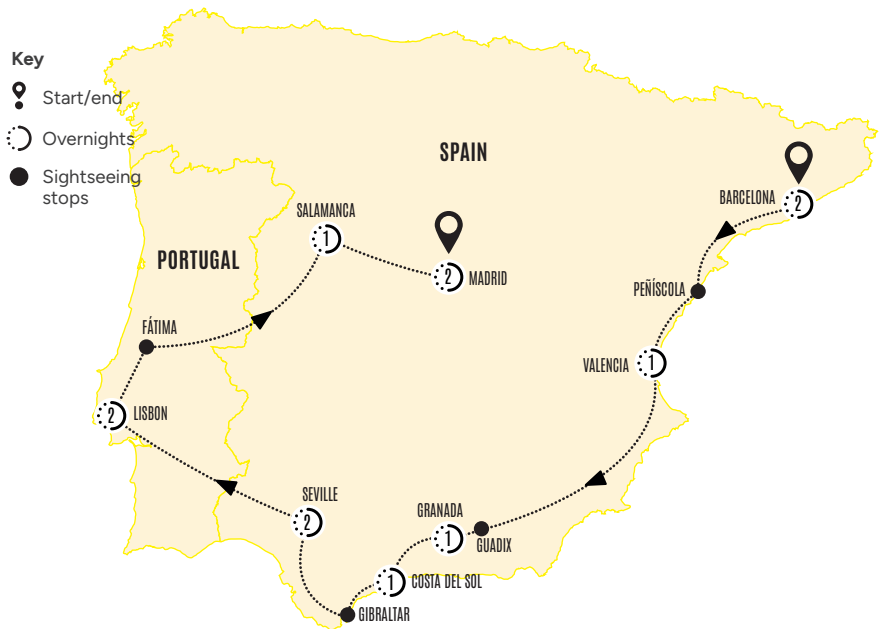 Key
Start/end
Overnights
Sightseeing
stops
SPAIN
BARCELONA
2
SALAMANCA
1
PORTUGAL
2
MADRID
PEÑÍSCOLA
FÁTIMA
VALENCIA
1
2
LISBON
SEVILLE
2
GRANADA
1
GUADIX
1
COSTA DEL SOL
GIBRALTAR